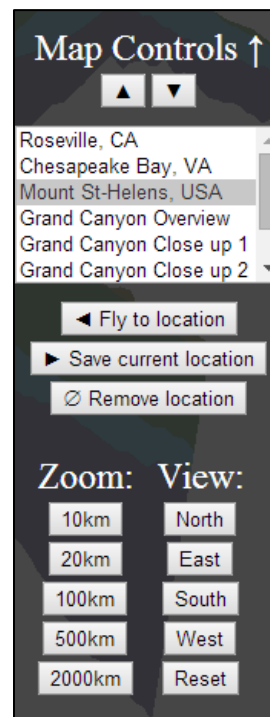 Map Controls ↑
▲ ▼
Roseville, CA
Chesapeake Bay, VA
Mount St-Helens, USA
Grand Canyon Overview
Grand Canyon Close up 1
Grand Canyon Close up 2
◄ Fly to location
► Save current location
∅ Remove location
Zoom: View:
10km North
20km East
100km South
500km West
2000km Reset